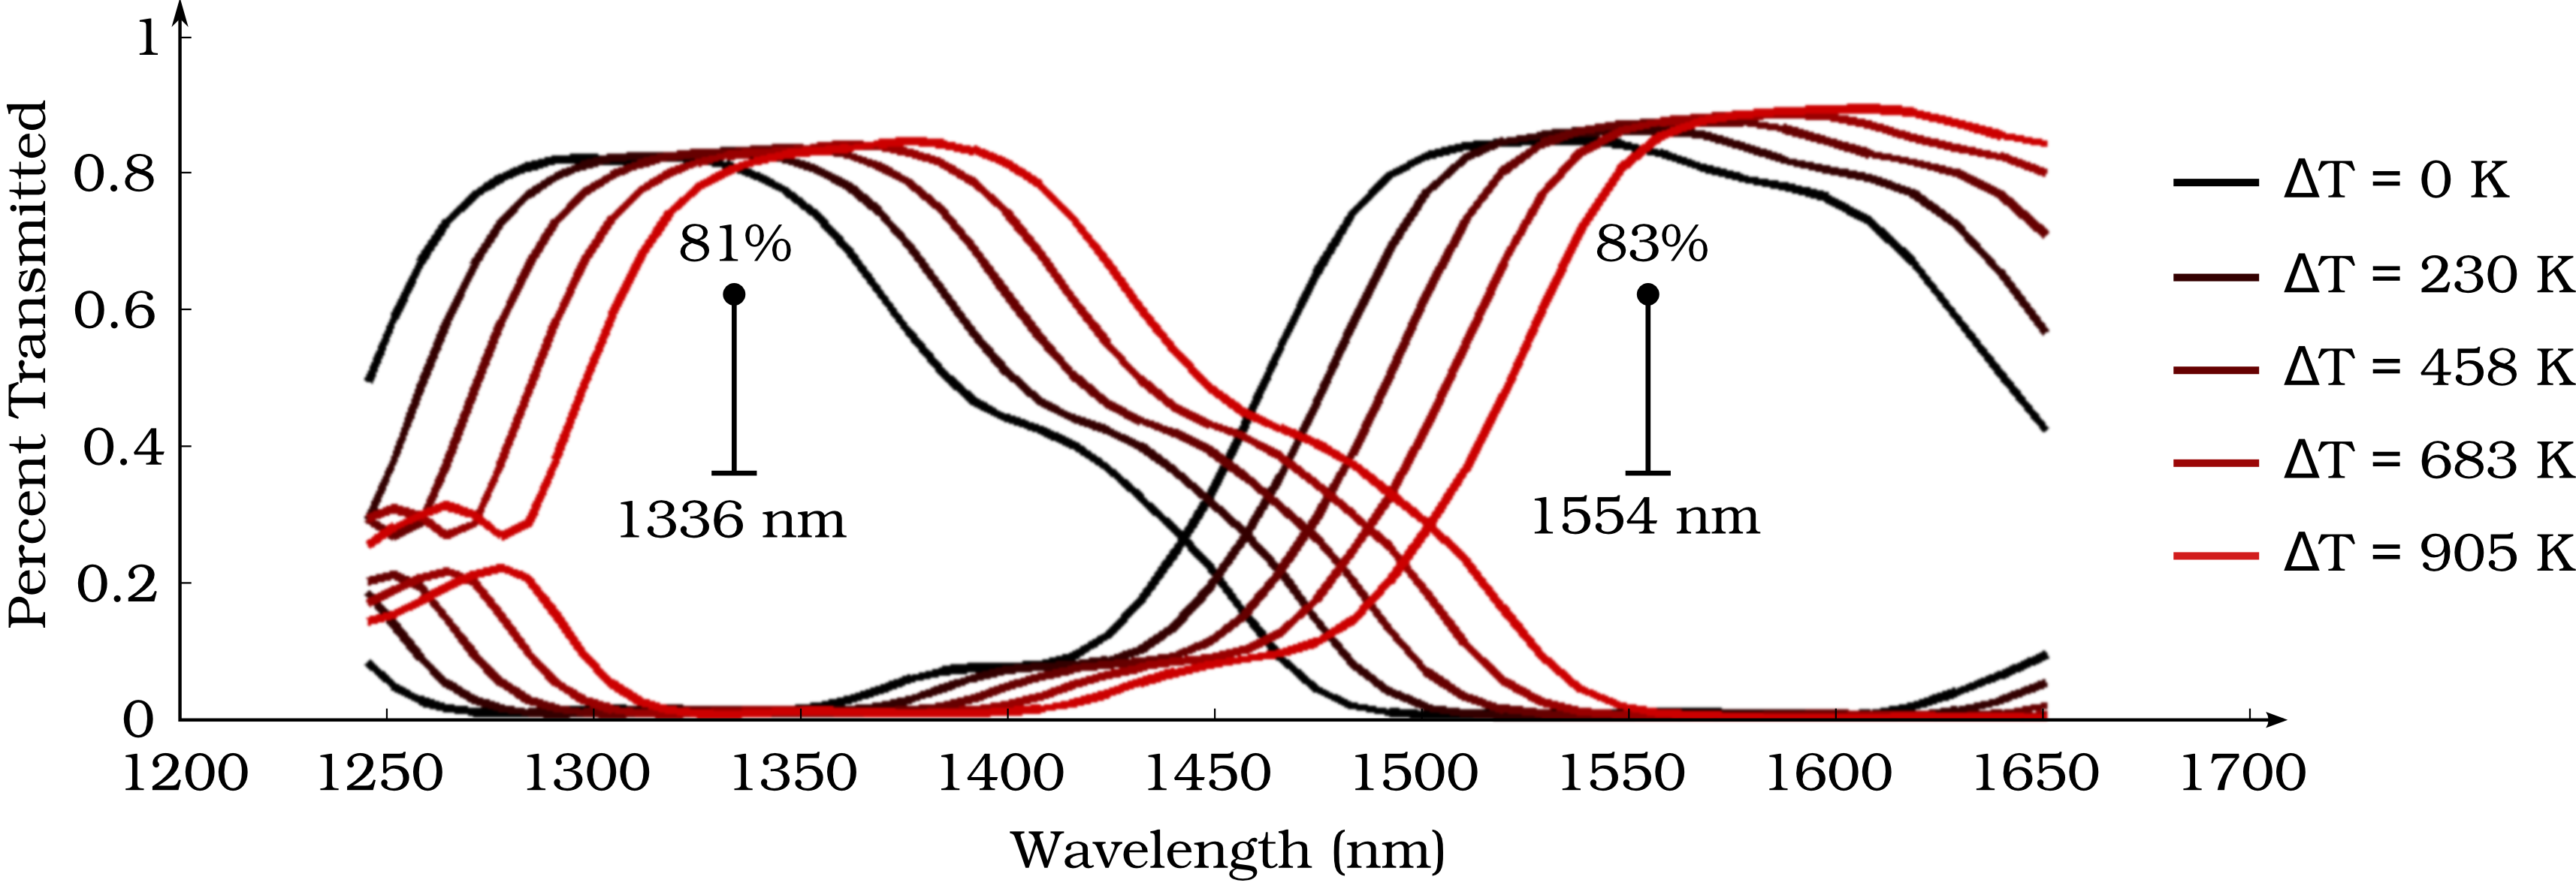 Percent Transmitted
1
0.8
0.6
0.4
0.2
0
1200 1250 1300 1350 1400 1450 1500 1550 1600 1650 1700
Wavelength (nm)
81%
1336 nm
83%
1554 nm
ΔT = 0 K
ΔT = 230 K
ΔT = 458 K
ΔT = 683 K
ΔT = 905 K